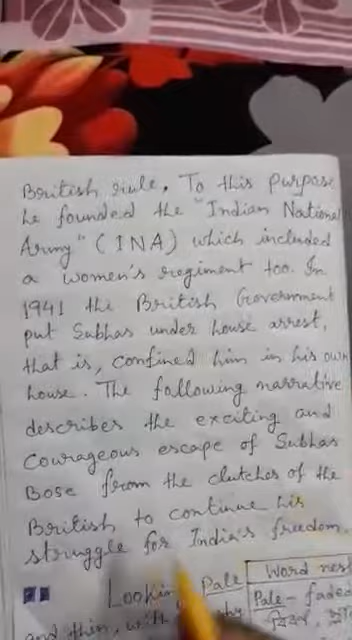 British rule. To this purpose
he founded the "Indian National
Army" (INA) which included
a women's regiment too. In
1941 the British Government
put Subhas under house arrest,
that is, confined him in his own
house. The following narrative
describes the exciting and
courageous escape of Subhas
Bose from the clutches of the
British to continue his
struggle for India's freedom.
Pale Word
and thin, with Pale - faded